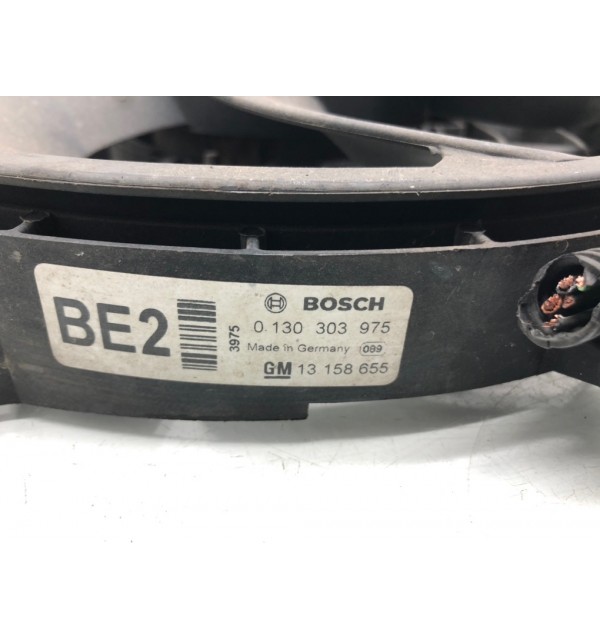 BE2
3975
BOSCH
0 130 303 975
Made in Germany 099
GM 13 158 655